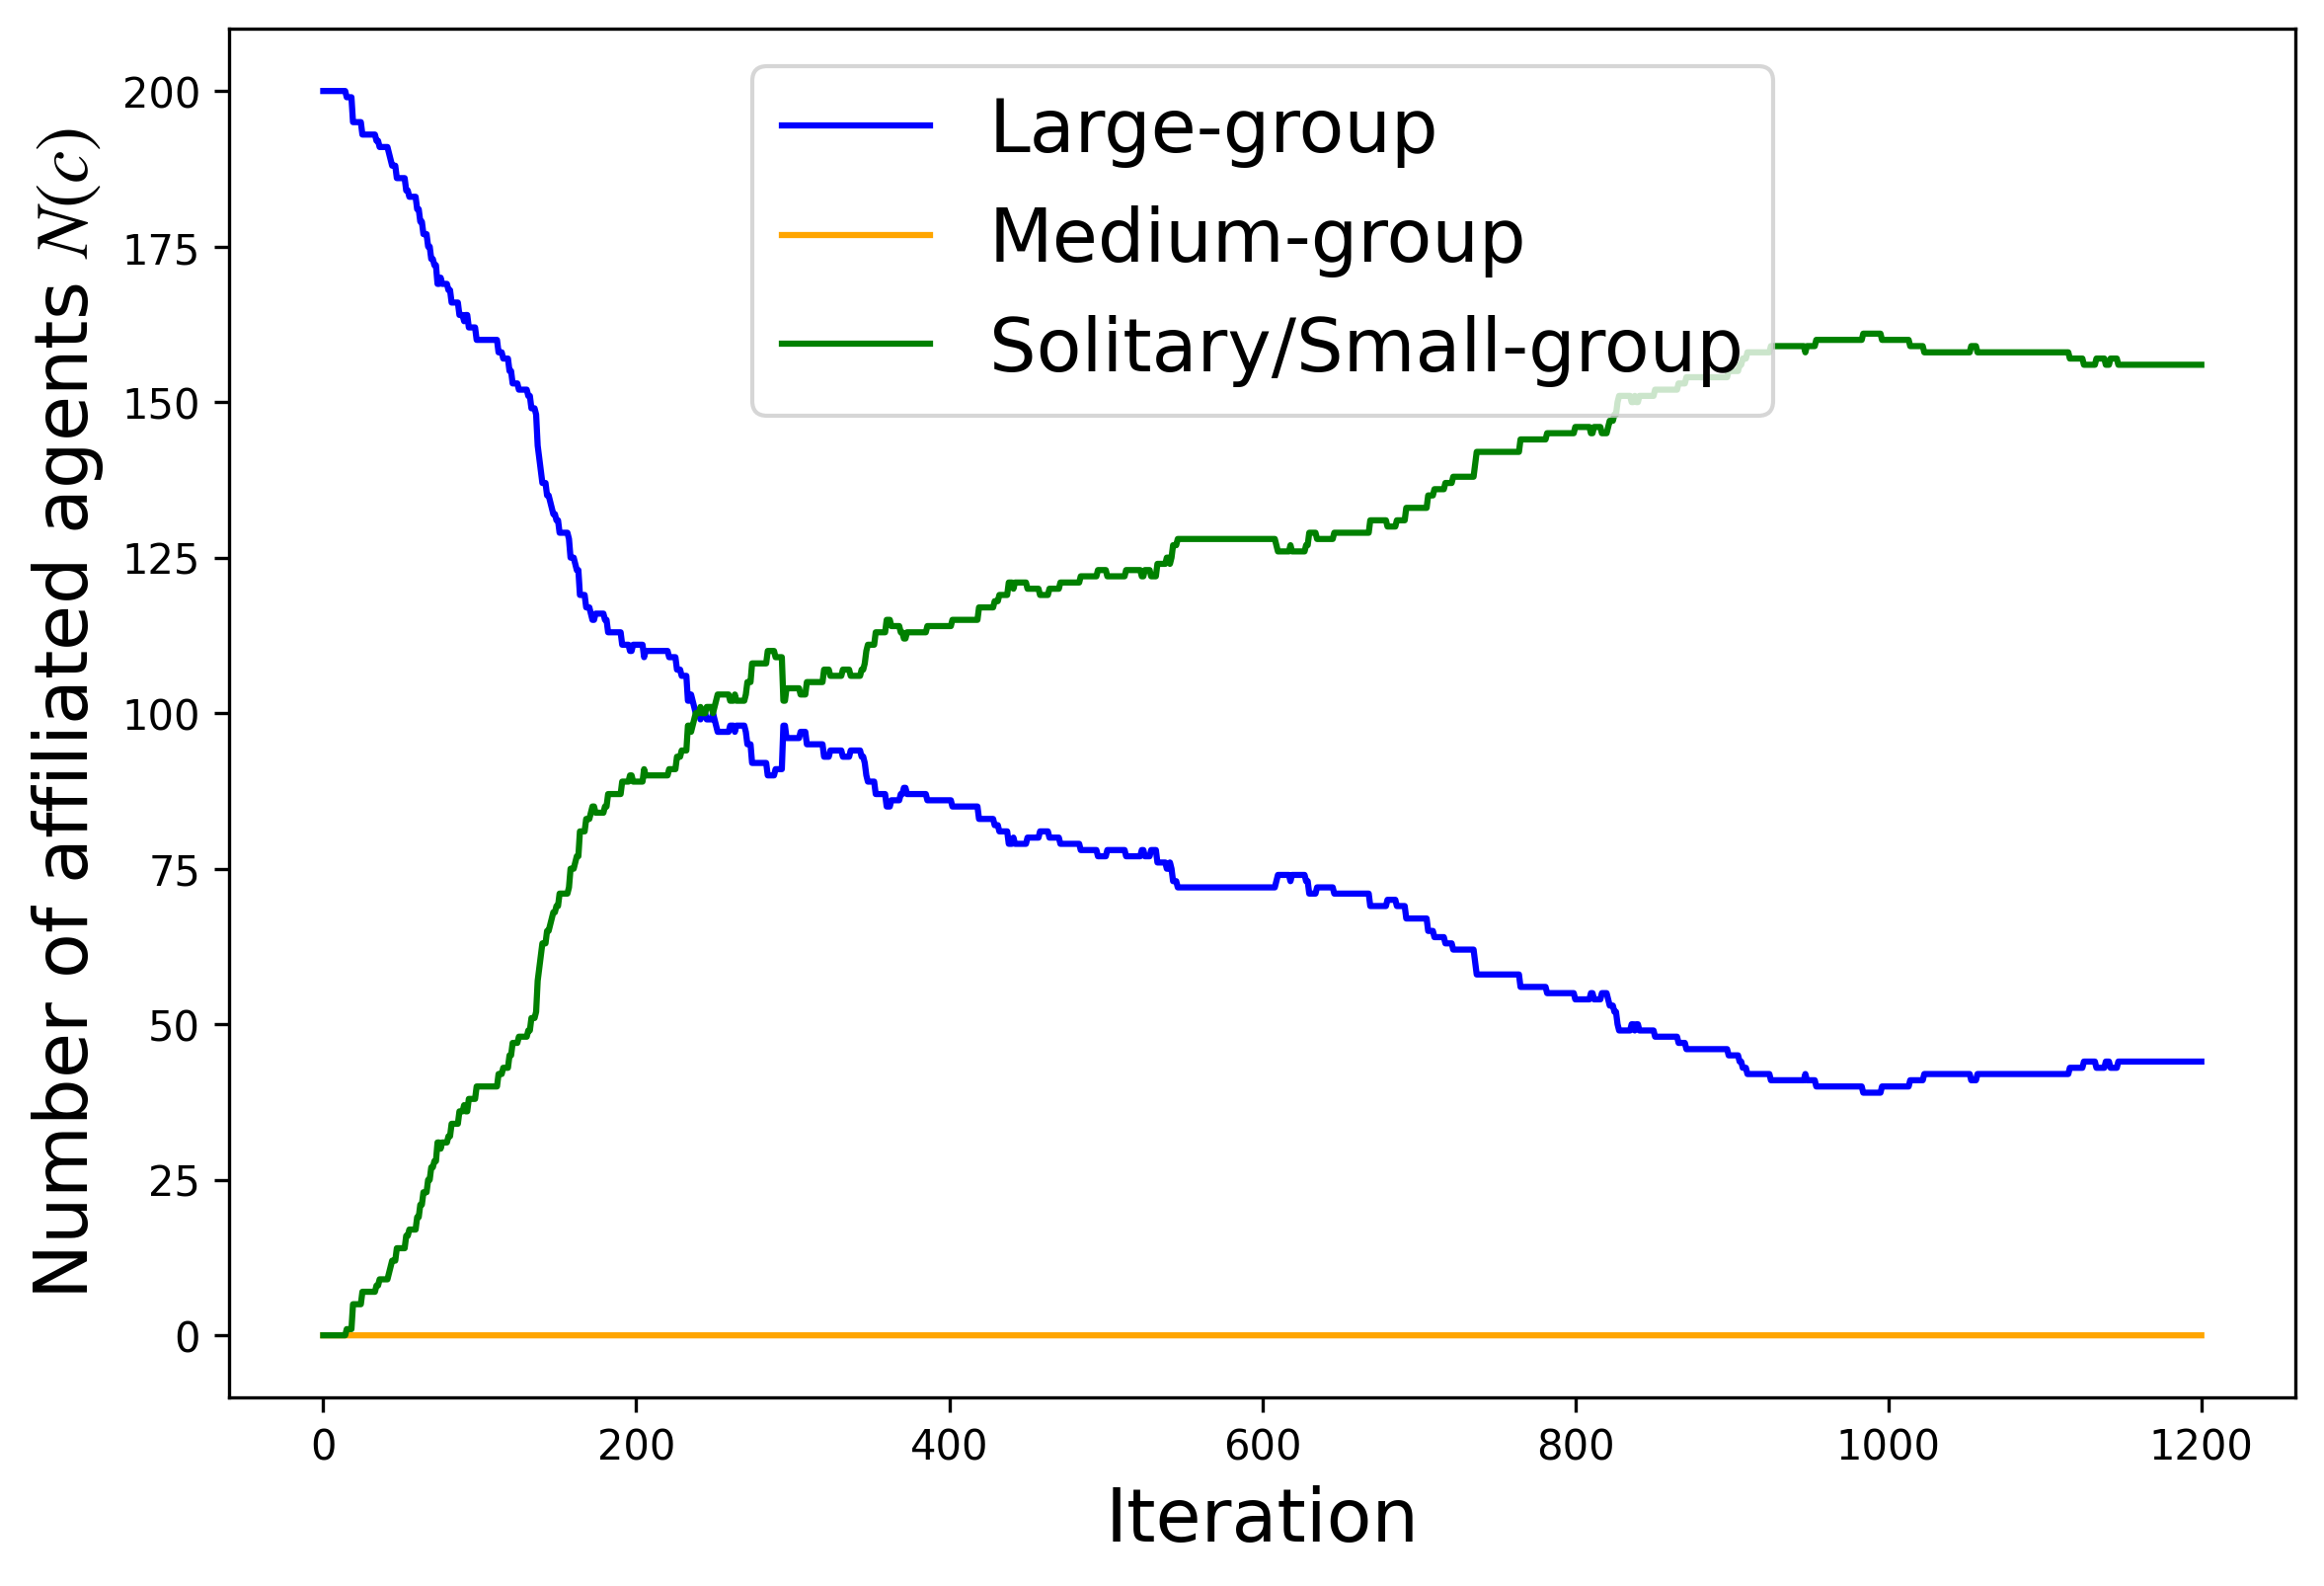 Number of affiliated agents N(c)
200
175
150
125
100
75
50
25
0
Large-group
Medium-group
Solitary/Small-group
0 200 400 600 800 1000 1200
Iteration